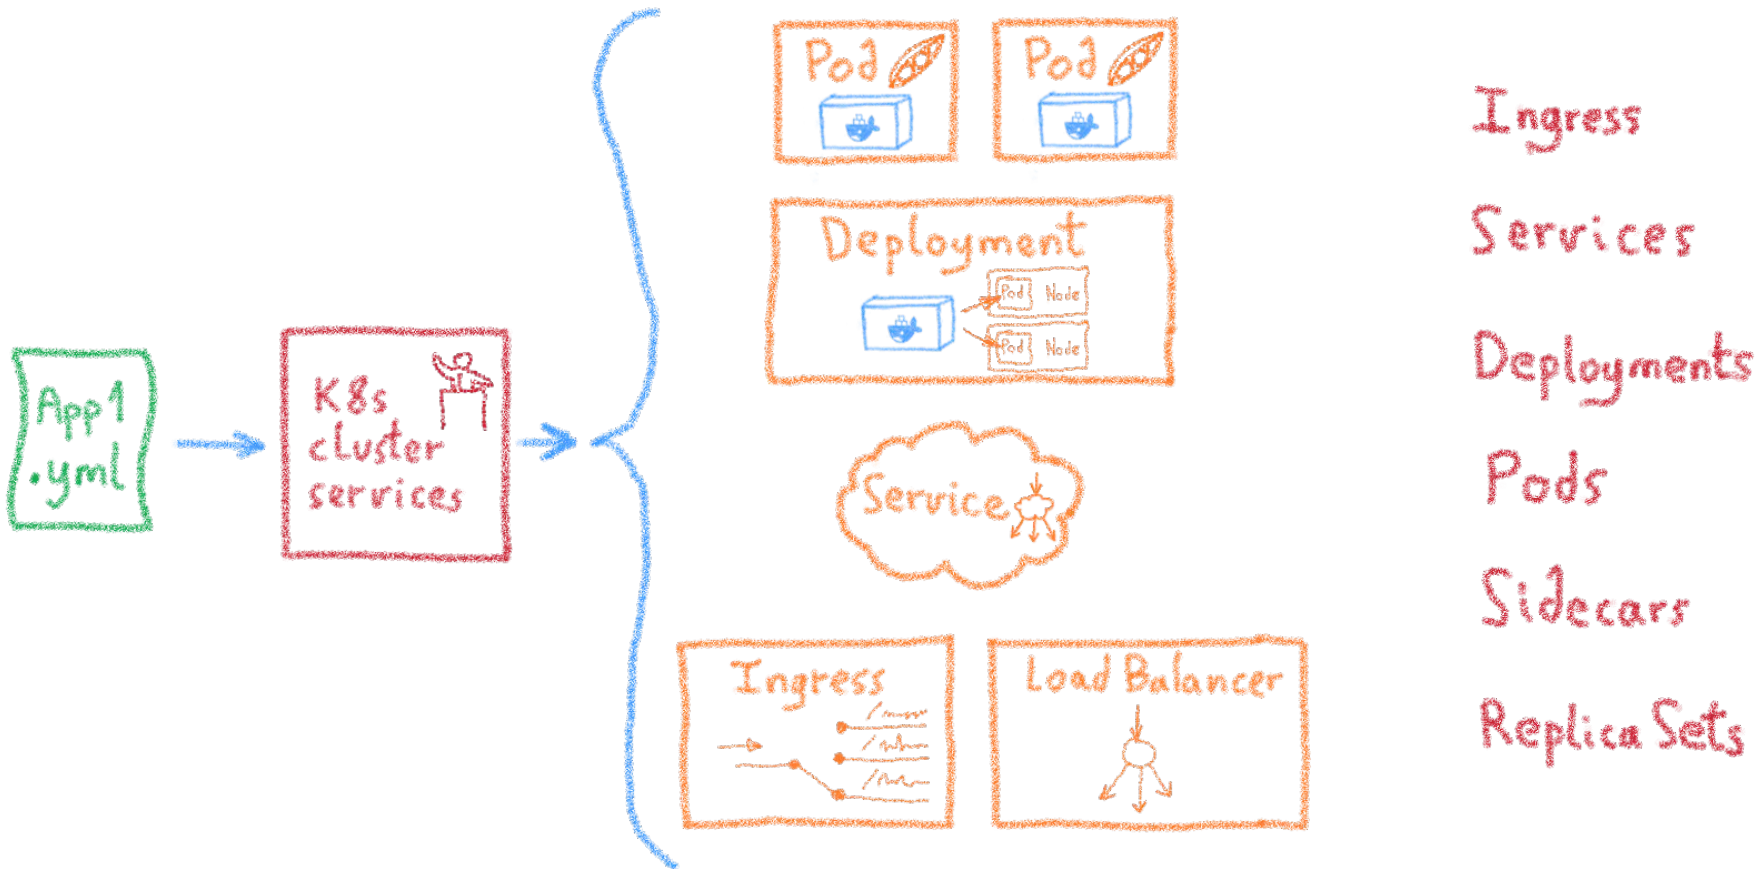 App1
.yml
K8s
cluster
services
Pod
Pod
Deployment
Pod Node
Pod Node
Service
Ingress
Load Balancer
Ingress
Services
Deployments
Pods
Sidecars
Replica Sets